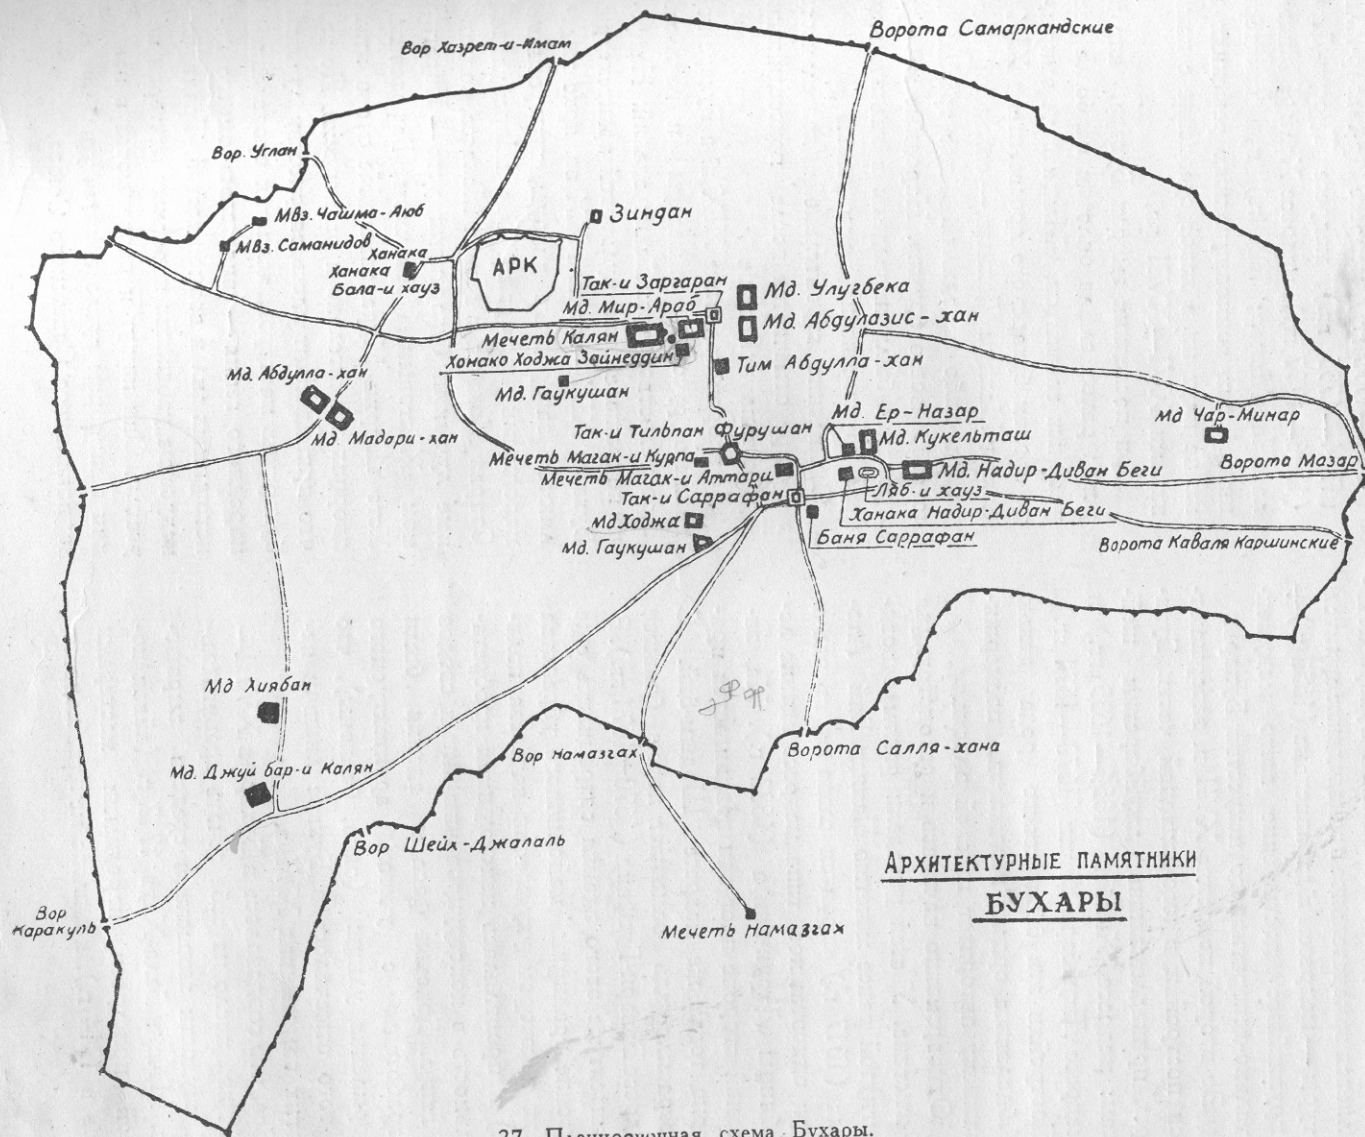 Вор Хазрет-и-Имам
Ворота Самаркандские
Вор. Углан
Мвз. Чашма-Аюб
Мвз. Саманидов
Ханака
Ханака
Бала-и хауз
АРК
Зиндан
Так-и Заргаран
Мд. Мир-Араб
Мечеть Калян
Хонако Ходжа Зайнеддин
Мд. Гаукушан
Мд. Улугбека
Мд. Абдулазис-хан
Тим Абдулла-хан
Мд. Абдулла-хан
Мд. Мадари-хан
Так-и Тильпан Фурушан
Мечеть Магак-и Курпа
Мечеть Магак-и Аттари
Так-и Саррафан
Мд Ходжа
Мд. Гаукушан
Мд. Ер-Назар
Мд. Кукельташ
Мд. Надир-Диван Беги
Ляб-и хауз
Ханака Надир-Диван Беги
Баня Саррафан
Мд Чар-Минар
Ворота Мазар
Ворота Каваля Каршинские
Мд Хиябан
Мд. Джуй бар-и Калян
Вор Намазгах
Ворота Салля-хана
Вор Шейх-Джалаль
Вор
Каракуль
Мечеть Намазгах
АРХИТЕКТУРНЫЕ ПАМЯТНИКИ
БУХАРЫ
27. Планировочная схема Бухары.